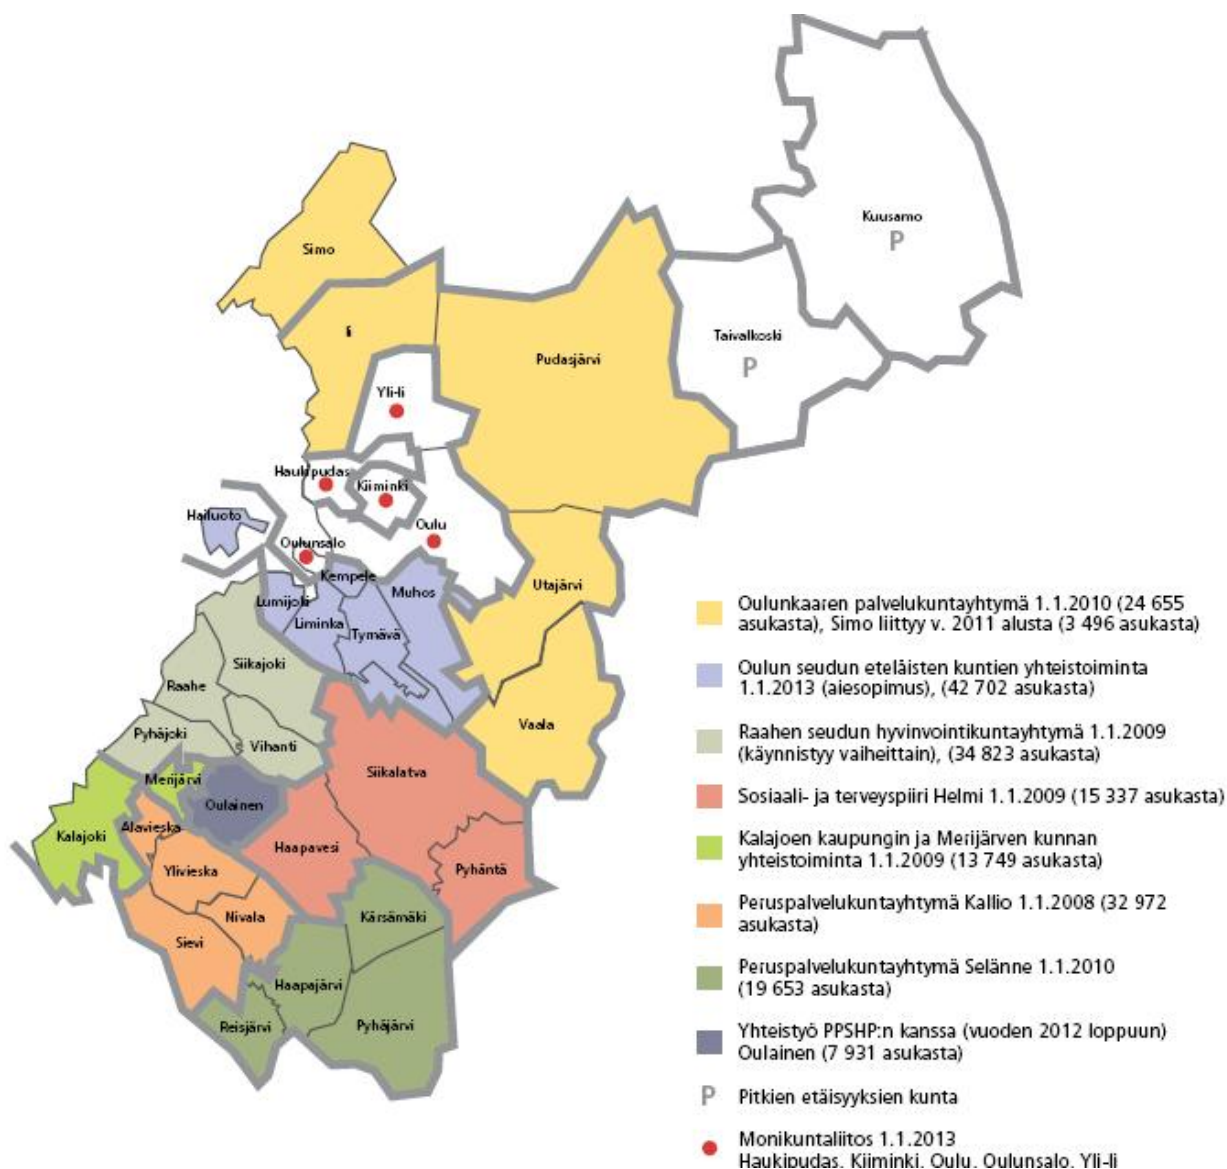 Kuusamo
P
Simo
Taivalkoski
P
Pudasjärvi
Yli-Ii
Haukipudas
Kiiminki
Hailuoto
Oulu
Oulunsalo
Kempele
Utajärvi
Muhos
Lumijoki
Liminka
Tyrnävä
Siikajoki
Raahe
Vaala
Pyhäjoki
Vihanti
Siikalatva
Merijärvi
Oulainen
Alavieska
Kalajoki
Haapavesi
Ylivieska
Pyhäntä
Nivala
Kärsämäki
Sievi
Haapajärvi
Reisjärvi
Pyhäjärvi
Oulunkaaren palvelukuntayhtymä 1.1.2010 (24 655
asukasta), Simo liittyy v. 2011 alusta (3 496 asukasta)
Oulun seudun eteläisten kuntien yhteistoiminta
1.1.2013 (aiesopimus), (42 702 asukasta)
Raahen seudun hyvinvointikuntayhtymä 1.1.2009
(käynnistyy vaiheittain), (34 823 asukasta)
Sosiaali- ja terveyspiiri Helmi 1.1.2009 (15 337 asukasta)
Kalajoen kaupungin ja Merijärven kunnan
yhteistoiminta 1.1.2009 (13 749 asukasta)
Peruspalvelukuntayhtymä Kallio 1.1.2008 (32 972
asukasta)
Peruspalvelukuntayhtymä Selänne 1.1.2010
(19 653 asukasta)
Yhteistyö PPSHP:n kanssa (vuoden 2012 loppuun)
Oulainen (7 931 asukasta)
P Pitkien etäisyyksien kunta
Monikuntaliitos 1.1.2013
Haukipudas, Kiiminki, Oulu, Oulunsalo, Yli-Ii